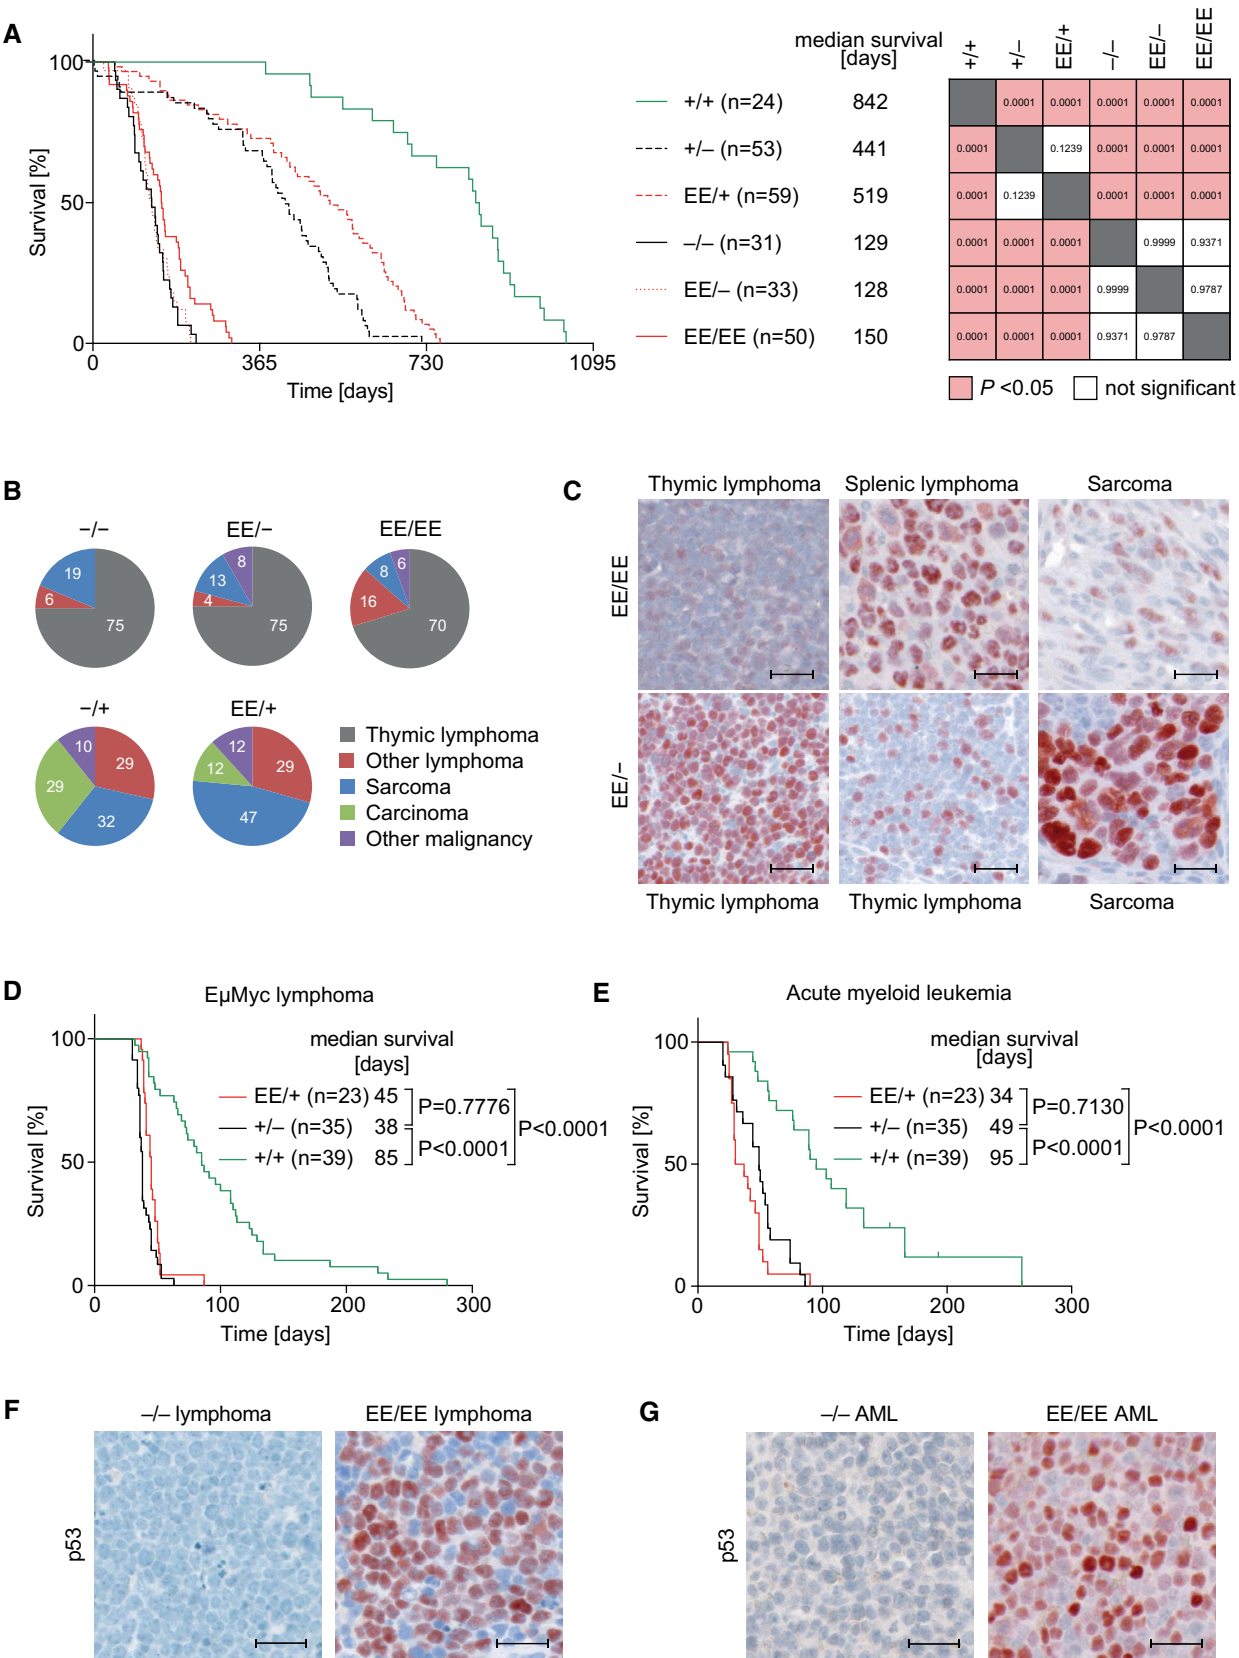 A
median survival
[days]
+/+
+/–
EE/+
–/–
EE/–
EE/EE
Survival [%]
100
50
0
0 365 730 1095
Time [days]
+/+ (n=24) 842
+/– (n=53) 441
EE/+ (n=59) 519
–/– (n=31) 129
EE/– (n=33) 128
EE/EE (n=50) 150
0.0001 0.0001 0.0001 0.0001 0.0001
0.0001 0.1239 0.0001 0.0001 0.0001
0.0001 0.1239 0.0001 0.0001 0.0001
0.0001 0.0001 0.0001 0.9999 0.9371
0.0001 0.0001 0.0001 0.9999 0.9787
0.0001 0.0001 0.0001 0.9371 0.9787
P <0.05 not significant
B
–/– EE/– EE/EE
19 6 75
8 13 4 75
6 8 16 70
–/+ EE/+
10 29 29 32
12 12 29 47
Thymic lymphoma
Other lymphoma
Sarcoma
Carcinoma
Other malignancy
C
Thymic lymphoma Splenic lymphoma Sarcoma
EE/EE
EE/–
Thymic lymphoma Thymic lymphoma Sarcoma
D
EµMyc lymphoma
Survival [%]
100
50
0
0 100 200 300
Time [days]
median survival
[days]
EE/+ (n=23) 45
+/– (n=35) 38
+/+ (n=39) 85
P=0.7776
P<0.0001
P<0.0001
E
Acute myeloid leukemia
Survival [%]
100
50
0
0 100 200 300
Time [days]
median survival
[days]
EE/+ (n=23) 34
+/– (n=35) 49
+/+ (n=39) 95
P=0.7130
P<0.0001
P<0.0001
F
–/– lymphoma EE/EE lymphoma
p53
G
–/– AML EE/EE AML
p53